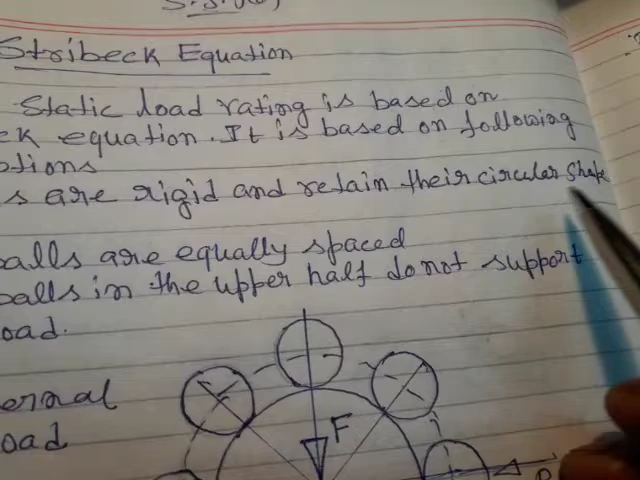 Stribeck Equation
Static load rating is based on
ek equation. It is based on following
ptions
s are rigid and retain their circular shape
balls are equally spaced
balls in the upper half do not support
oad.
ernal
oad
F